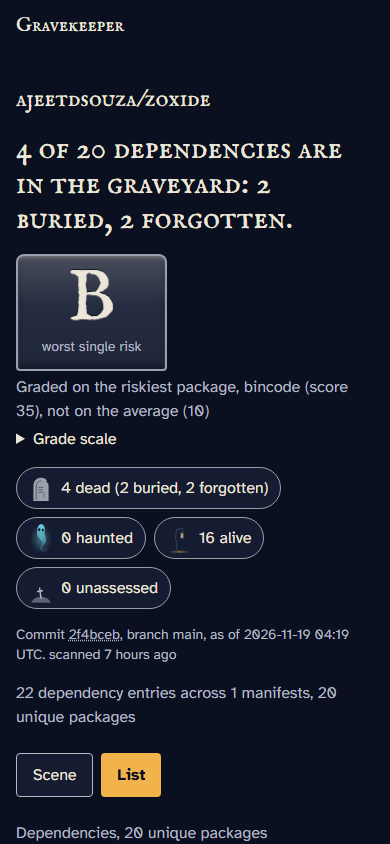 Gravekeeper
ajeetdsouza/zoxide
4 of 20 dependencies are
in the graveyard: 2
buried, 2 forgotten.
B
worst single risk
Graded on the riskiest package, bincode (score
35), not on the average (10)
▶ Grade scale
4 dead (2 buried, 2 forgotten)
0 haunted
16 alive
0 unassessed
Commit 2f4bceb, branch main, as of 2026-11-19 04:19
UTC. scanned 7 hours ago
22 dependency entries across 1 manifests, 20
unique packages
Scene
List
Dependencies, 20 unique packages